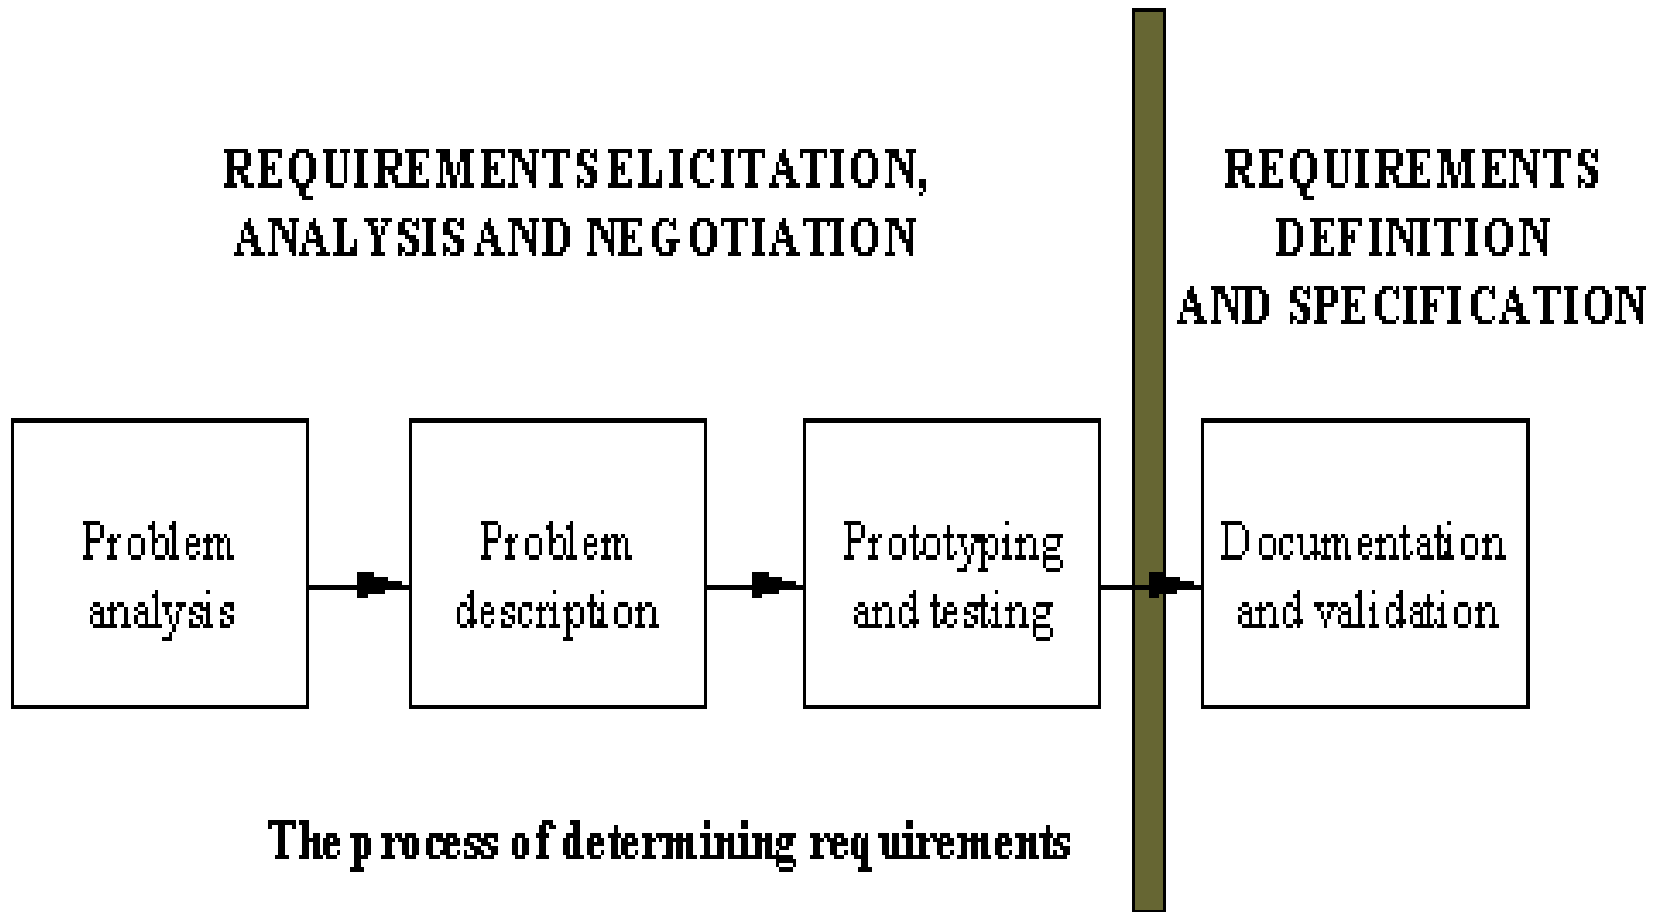 REQUIREMENTS ELICITATION,
ANALYSIS AND NEGOTIATION
REQUIREMENTS
DEFINITION
AND SPECIFICATION
Problem
analysis
Problem
description
Prototyping
and testing
Documentation
and validation
The process of determining requirements